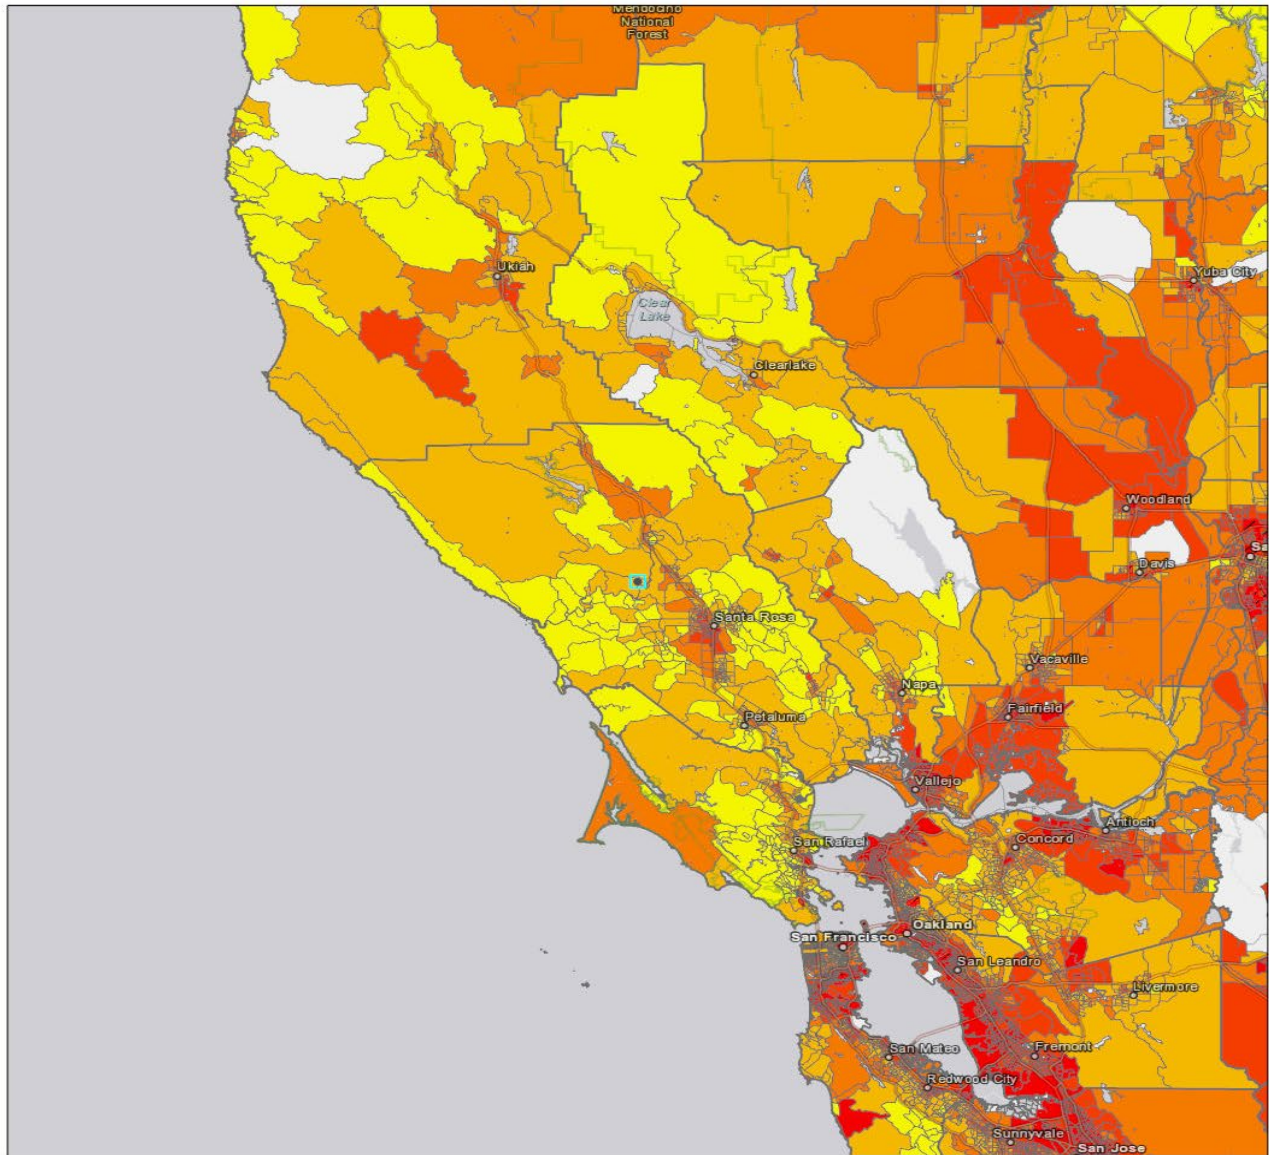 Mendocino
National
Forest
Ukiah
Yuba City
Clear
Lake
Clearlake
Woodland
Sa
Davis
Santa Rosa
Vacaville
Napa
Fairfield
Petaluma
Vallejo
Antioch
Concord
San Rafael
Oakland
San Francisco
San Leandro
Livermore
Fremont
San Mateo
Redwood City
Sunnyvale
San Jose